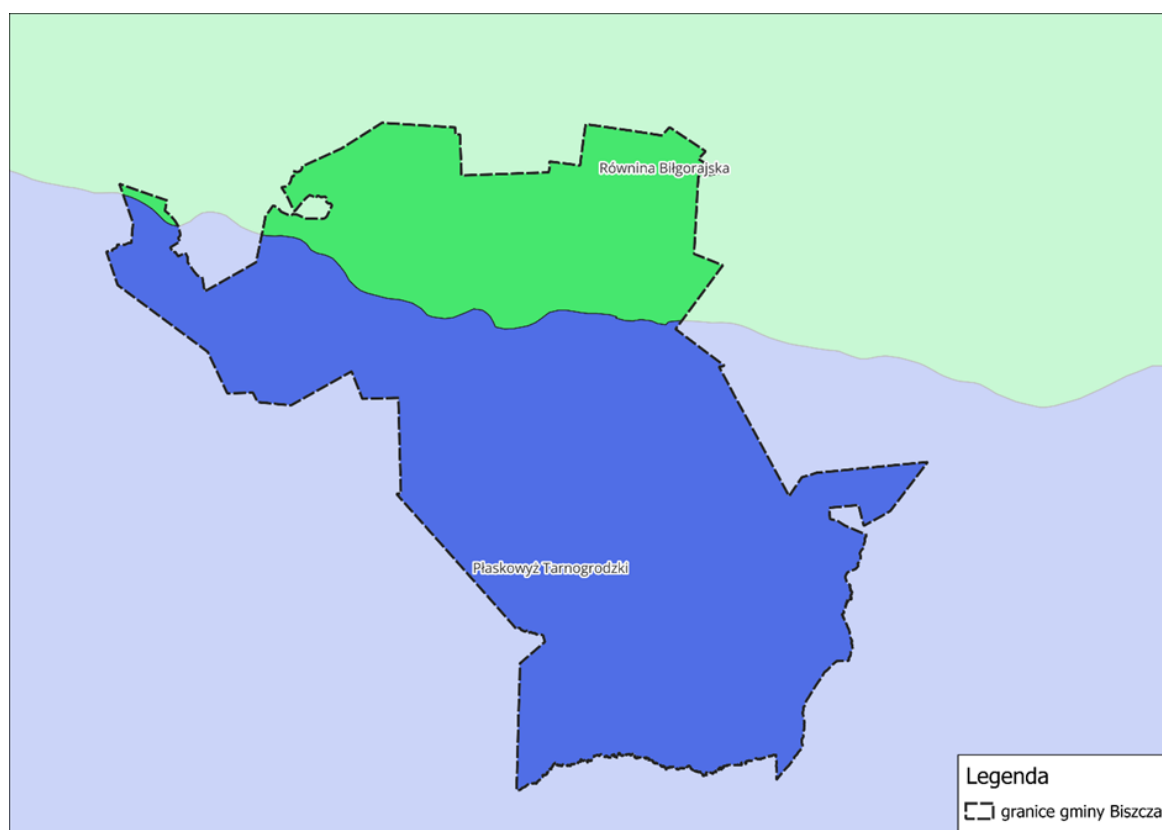 Równina Biłgorajska
Płaskowyż Tarnogrodzki
Legenda
granice gminy Biszcza